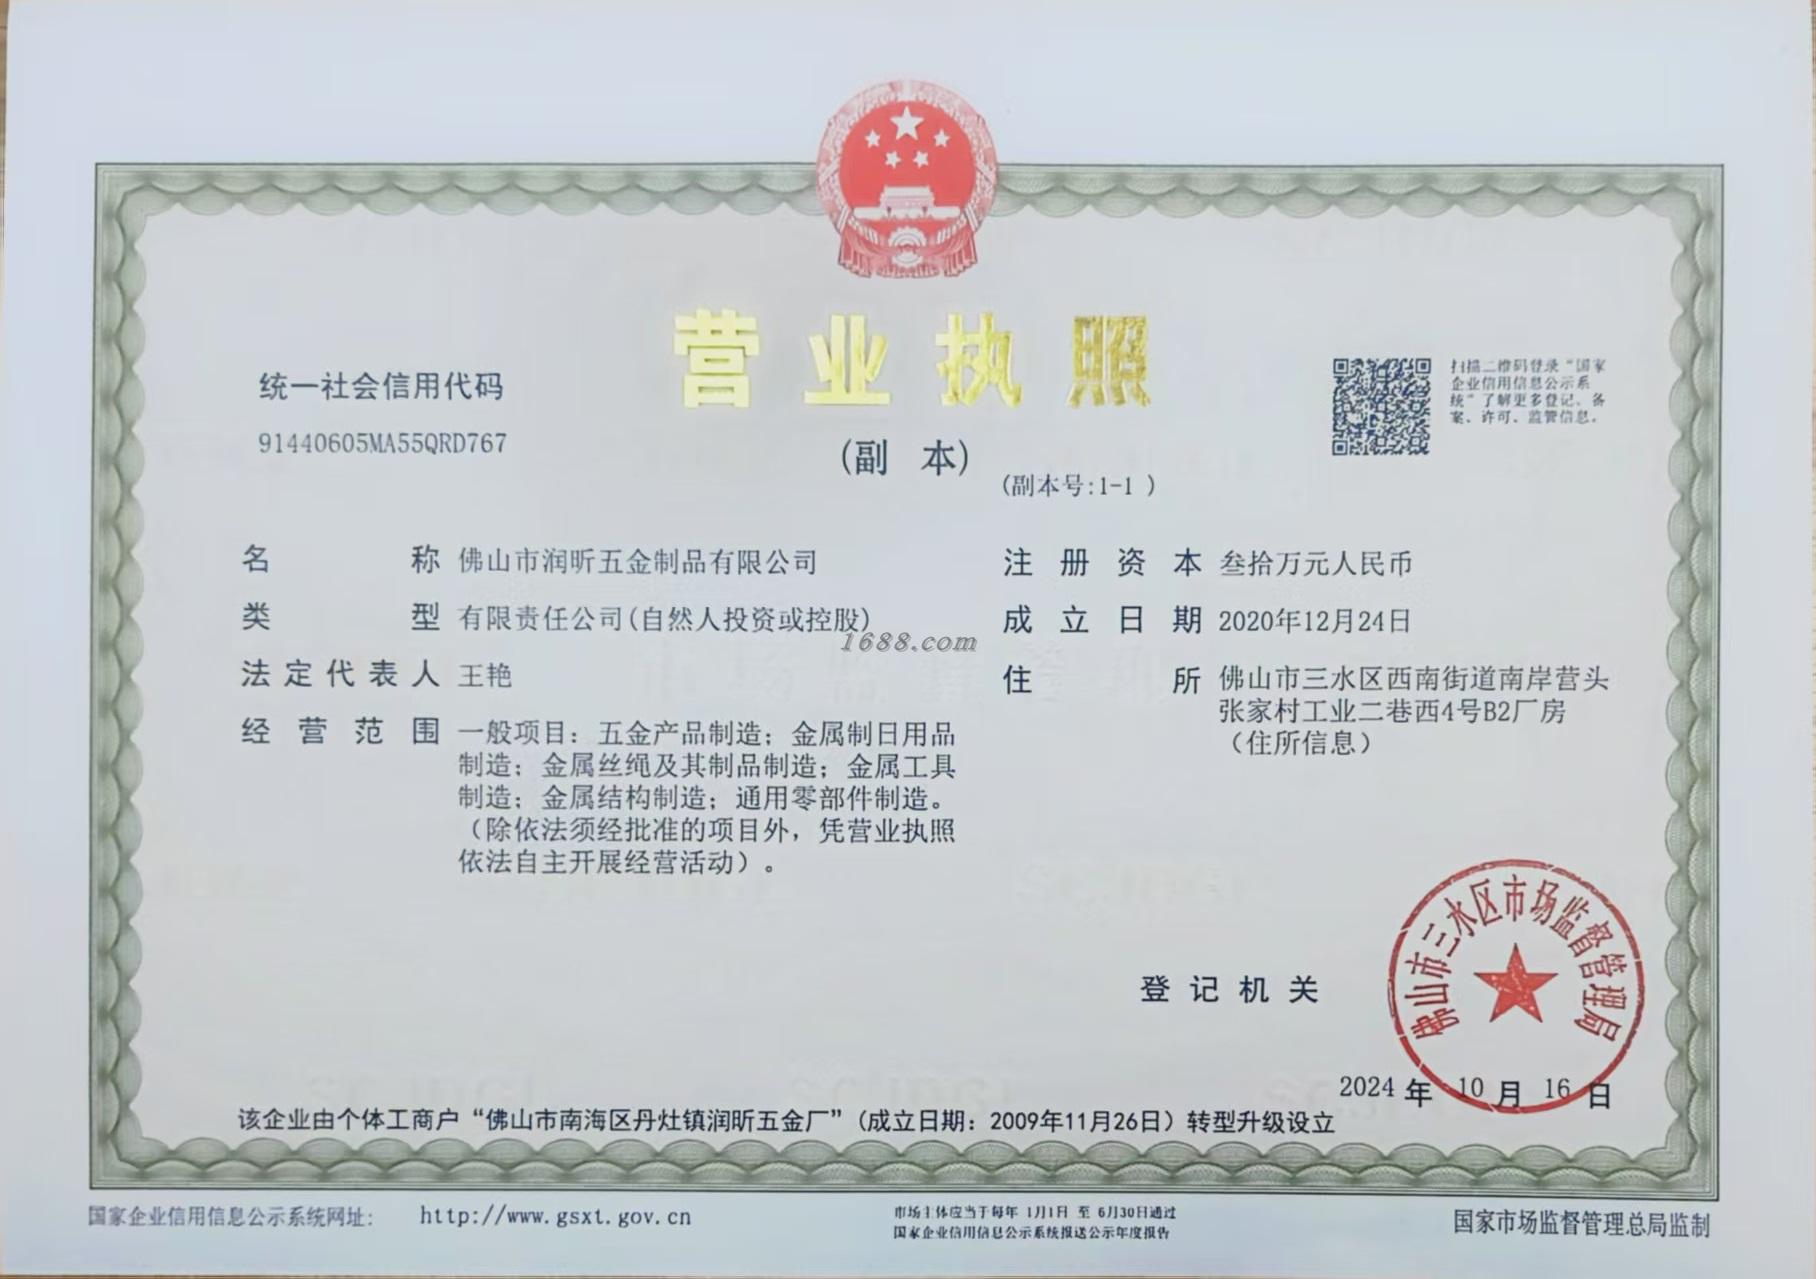 营业执照
(副 本)
(副本号:1-1 )
统一社会信用代码
91440605MA55QRD767
扫描二维码登录“国家
企业信用信息公示系
统”了解更多登记、备
案、许可、监管信息。
名 称 佛山市润昕五金制品有限公司
类 型 有限责任公司(自然人投资或控股)
法定代表人 王艳
经营范围 一般项目：五金产品制造；金属制日用品
制造；金属丝绳及其制品制造；金属工具
制造；金属结构制造；通用零部件制造。
（除依法须经批准的项目外，凭营业执照
依法自主开展经营活动）。
注册资本 叁拾万元人民币
成立日期 2020年12月24日
住 所 佛山市三水区西南街道南岸营头
张家村工业二巷西4号B2厂房
（住所信息）
1688.com
登记机关
佛山市三水区市场监督管理局
2024 年 10 月 16 日
该企业由个体工商户“佛山市南海区丹灶镇润昕五金厂”(成立日期：2009年11月26日）转型升级设立
国家企业信用信息公示系统网址： http://www.gsxt.gov.cn
市场主体应当于每年 1月1日 至 6月30日通过
国家企业信用信息公示系统报送公示年度报告
国家市场监督管理总局监制